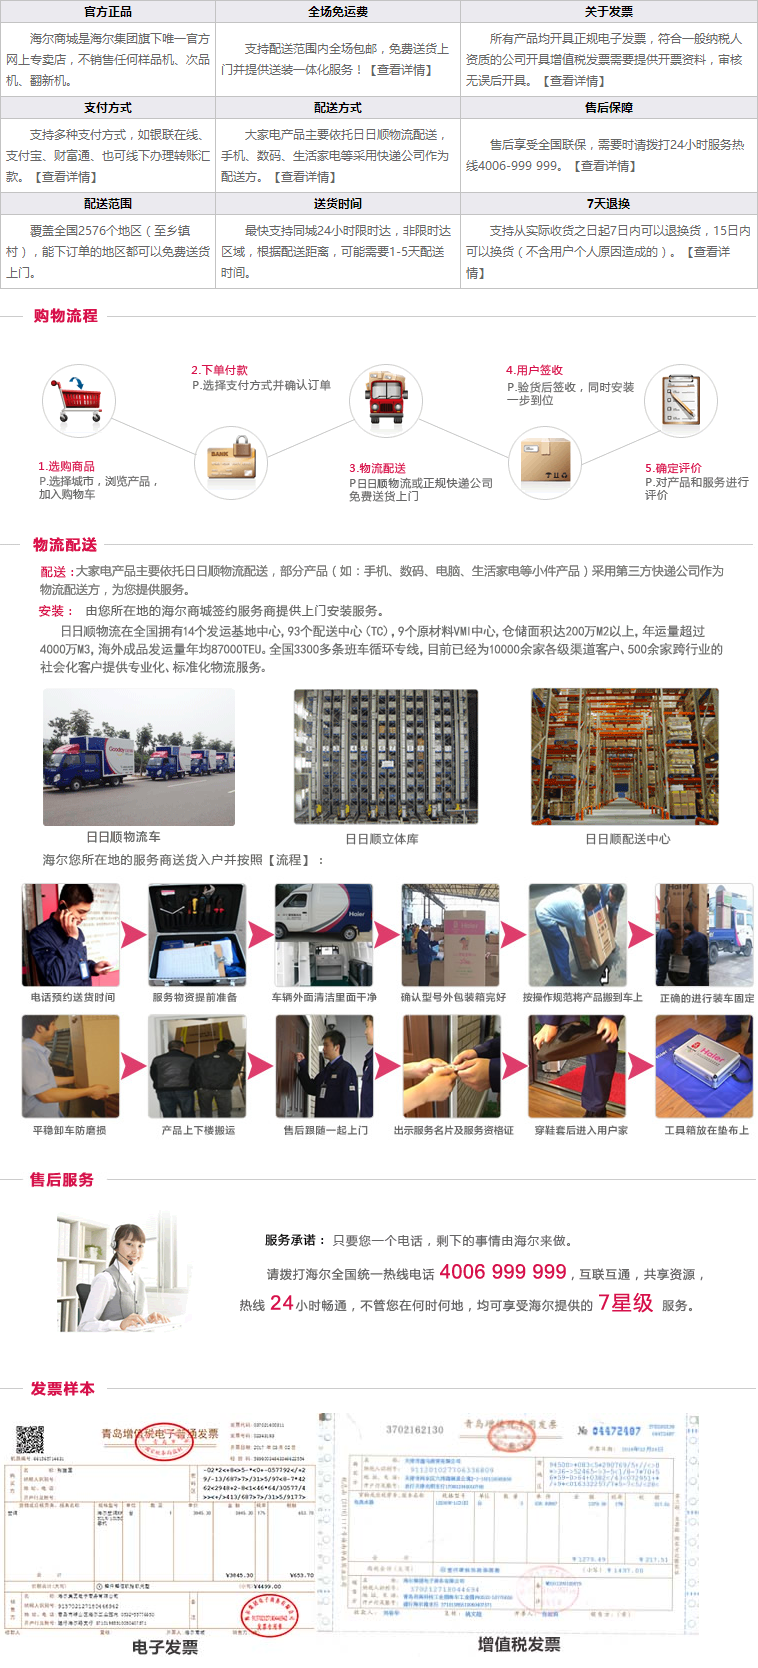 官方正品
海尔商城是海尔集团旗下唯一官方
网上专卖店，不销售任何样品机、次品
机、翻新机。
全场免运费
支持配送范围内全场包邮，免费送货上
门并提供送装一体化服务！【查看详情】
关于发票
所有产品均开具正规电子发票，符合一般纳税人
资质的公司开具增值税发票需要提供开票资料，审核
无误后开具。【查看详情】
支付方式
支持多种支付方式，如银联在线、
支付宝、财富通、也可线下办理转账汇
款。【查看详情】
配送方式
大家电产品主要依托日日顺物流配送，
手机、数码、生活家电等采用快递公司作为
配送方。【查看详情】
售后保障
售后享受全国联保，需要时请拨打24小时服务热
线4006-999 999。【查看详情】
配送范围
覆盖全国2576个地区（至乡镇
村），能下订单的地区都可以免费送货
上门。
送货时间
最快支持同城24小时限时达，非限时达
区域，根据配送距离，可能需要1-5天配送
时间。
7天退换
支持从实际收货之日起7日内可以退换货，15日内
可以换货（不含用户个人原因造成的）。【查看详
情】
购物流程
1.选购商品
P.选择城市，浏览产品，
加入购物车
2.下单付款
P.选择支付方式并确认订单
BANK
3.物流配送
P日日顺物流或正规快递公司
免费送货上门
4.用户签收
P.验货后签收，同时安装
一步到位
5.确定评价
P.对产品和服务进行
评价
物流配送
配送：大家电产品主要依托日日顺物流配送，部分产品（如：手机、数码、电脑、生活家电等小件产品）采用第三方快递公司作为
物流配送方，为您提供服务。
安装： 由您所在地的海尔商城签约服务商提供上门安装服务。
日日顺物流在全国拥有14个发运基地中心，93个配送中心（TC），9个原材料VMI中心，仓储面积达200万M2以上，年运量超过
4000万M3，海外成品发运量年均87000TEU。全国3300多条班车循环专线，目前已经为10000余家各级渠道客户、500余家跨行业的
社会化客户提供专业化、标准化物流服务。
日日顺物流车
日日顺立体库
日日顺配送中心
海尔您所在地的服务商送货入户并按照【流程】：
Haier
电话预约送货时间
服务物资提前准备
车辆外面清洁里面干净
确认型号外包装箱完好
按操作规范将产品搬到车上
正确的进行装车固定
Haier
平稳卸车防磨损
产品上下楼搬运
售后跟随一起上门
出示服务名片及服务资格证
穿鞋套后进入用户家
工具箱放在垫布上
售后服务
服务承诺： 只要您一个电话，剩下的事情由海尔来做。
请拨打海尔全国统一热线电话 4006 999 999，互联互通，共享资源，
热线 24小时畅通，不管您在何时何地，均可享受海尔提供的 7星级 服务。
发票样本
青岛增值税电子普通发票
3702162130
青岛增值税专用发票
№ 04472487
¥3845.30
¥653.70
¥4499.00
电子发票
增值税发票